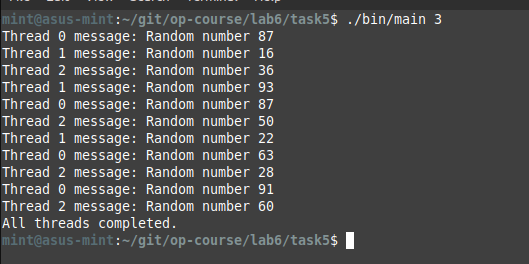 mint@asus-mint:~/git/op-course/lab6/task5$ ./bin/main 3
Thread 0 message: Random number 87
Thread 1 message: Random number 16
Thread 2 message: Random number 36
Thread 1 message: Random number 93
Thread 0 message: Random number 87
Thread 2 message: Random number 50
Thread 1 message: Random number 22
Thread 0 message: Random number 63
Thread 2 message: Random number 28
Thread 0 message: Random number 91
Thread 2 message: Random number 60
All threads completed.
mint@asus-mint:~/git/op-course/lab6/task5$